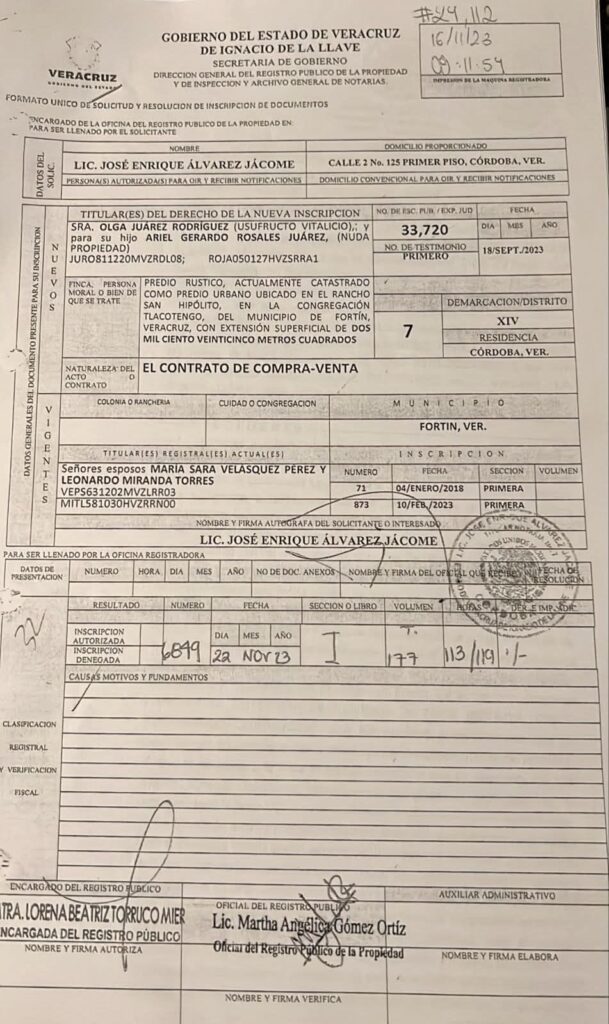 #24,112
16/11/23
09:11:54
IMPRESION DE LA MAQUINA REGISTRADORA
VERACRUZ
GOBIERNO DEL ESTADO
GOBIERNO DEL ESTADO DE VERACRUZ
DE IGNACIO DE LA LLAVE
SECRETARIA DE GOBIERNO
DIRECCION GENERAL DEL REGISTRO PUBLICO DE LA PROPIEDAD
Y DE INSPECCION Y ARCHIVO GENERAL DE NOTARIAS.
FORMATO UNICO DE SOLICITUD Y RESOLUCION DE INSCRIPCION DE DOCUMENTOS
ENCARGADO DE LA OFICINA DEL REGISTRO PUBLICO DE LA PROPIEDAD EN:
PARA SER LLENADO POR EL SOLICITANTE
DATOS DEL SOLIC.
NOMBRE
DOMICILIO PROPORCIONADO
LIC. JOSÉ ENRIQUE ÁLVAREZ JÁCOME
CALLE 2 No. 125 PRIMER PISO, CÓRDOBA, VER.
PERSONA(S) AUTORIZADA(S) PARA OIR Y RECIBIR NOTIFICACIONES
DOMICILIO CONVENCIONAL PARA OIR Y RECIBIR NOTIFICACIONES
DATOS GENERALES DEL DOCUMENTO PRESENTE PARA SU INSCRIPCION
NUEVOS
TITULAR(ES) DEL DERECHO DE LA NUEVA INSCRIPCION
NO. DE ESC. PUB. / EXP. JUD
FECHA
SRA. OLGA JUÁREZ RODRÍGUEZ (USUFRUCTO VITALICIO),; y
para su hijo ARIEL GERARDO ROSALES JUÁREZ, (NUDA
PROPIEDAD)
JURO811220MVZRDL08; ROJA050127HVZSRRA1
33,720
DIA MES AÑO
NO. DE TESTIMONIO
PRIMERO
18/SEPT./2023
FINCA, PERSONA
MORAL O BIEN DE
QUE SE TRATE
PREDIO RUSTICO, ACTUALMENTE CATASTRADO
COMO PREDIO URBANO UBICADO EN EL RANCHO
SAN HIPÓLITO, EN LA CONGREGACIÓN
TLACOTENGO, DEL MUNICIPIO DE FORTÍN,
VERACRUZ, CON EXTENSIÓN SUPERFICIAL DE DOS
MIL CIENTO VEINTICINCO METROS CUADRADOS
7
DEMARCACION/DISTRITO
XIV
RESIDENCIA
CÓRDOBA, VER.
NATURALEZA DEL
ACTO O
CONTRATO
EL CONTRATO DE COMPRA-VENTA
VIGENTES
COLONIA O RANCHERIA
CUIDAD O CONGREGACION
MUNICIPIO
FORTIN, VER.
TITULAR(ES) REGISTRAL(ES) ACTUAL(ES)
INSCRIPCION
Señores esposos MARÍA SARA VELÁSQUEZ PÉREZ Y
LEONARDO MIRANDA TORRES
VEPS631202MVZLRR03
MITL581030HVZRRN00
NUMERO FECHA SECCION VOLUMEN
71 04/ENERO/2018 PRIMERA
873 10/FEB./2023 PRIMERA
NOMBRE Y FIRMA AUTOGRAFA DEL SOLICITANTE O INTERESADO
LIC. JOSÉ ENRIQUE ÁLVAREZ JÁCOME
PARA SER LLENADO POR LA OFICINA REGISTRADORA
DATOS DE
PRESENTACION
NUMERO HORA DIA MES AÑO NO DE DOC. ANEXOS NOMBRE Y FIRMA DEL OFICIAL QUE RECIBE FECHA DE
RESOLUCION
RESULTADO NUMERO FECHA SECCION O LIBRO VOLUMEN HOJAS
INSCRIPCION
AUTORIZADA
INSCRIPCION
DENEGADA
6849
DIA MES AÑO
22 NOV 23
I
T.
177
113/119
CAUSAS MOTIVOS Y FUNDAMENTOS
CLASIFICACION
REGISTRAL
Y VERIFICACION
FISCAL
ENCARGADO DEL REGISTRO PUBLICO
MTRA. LORENA BEATRIZ TORRUCO MIER
ENCARGADA DEL REGISTRO PÚBLICO
NOMBRE Y FIRMA AUTORIZA
OFICIAL DEL REGISTRO PUBLICO
Lic. Martha Angélica Gómez Ortíz
Oficial del Registro Público de la Propiedad
NOMBRE Y FIRMA VERIFICA
AUXILIAR ADMINISTRATIVO
NOMBRE Y FIRMA ELABORA